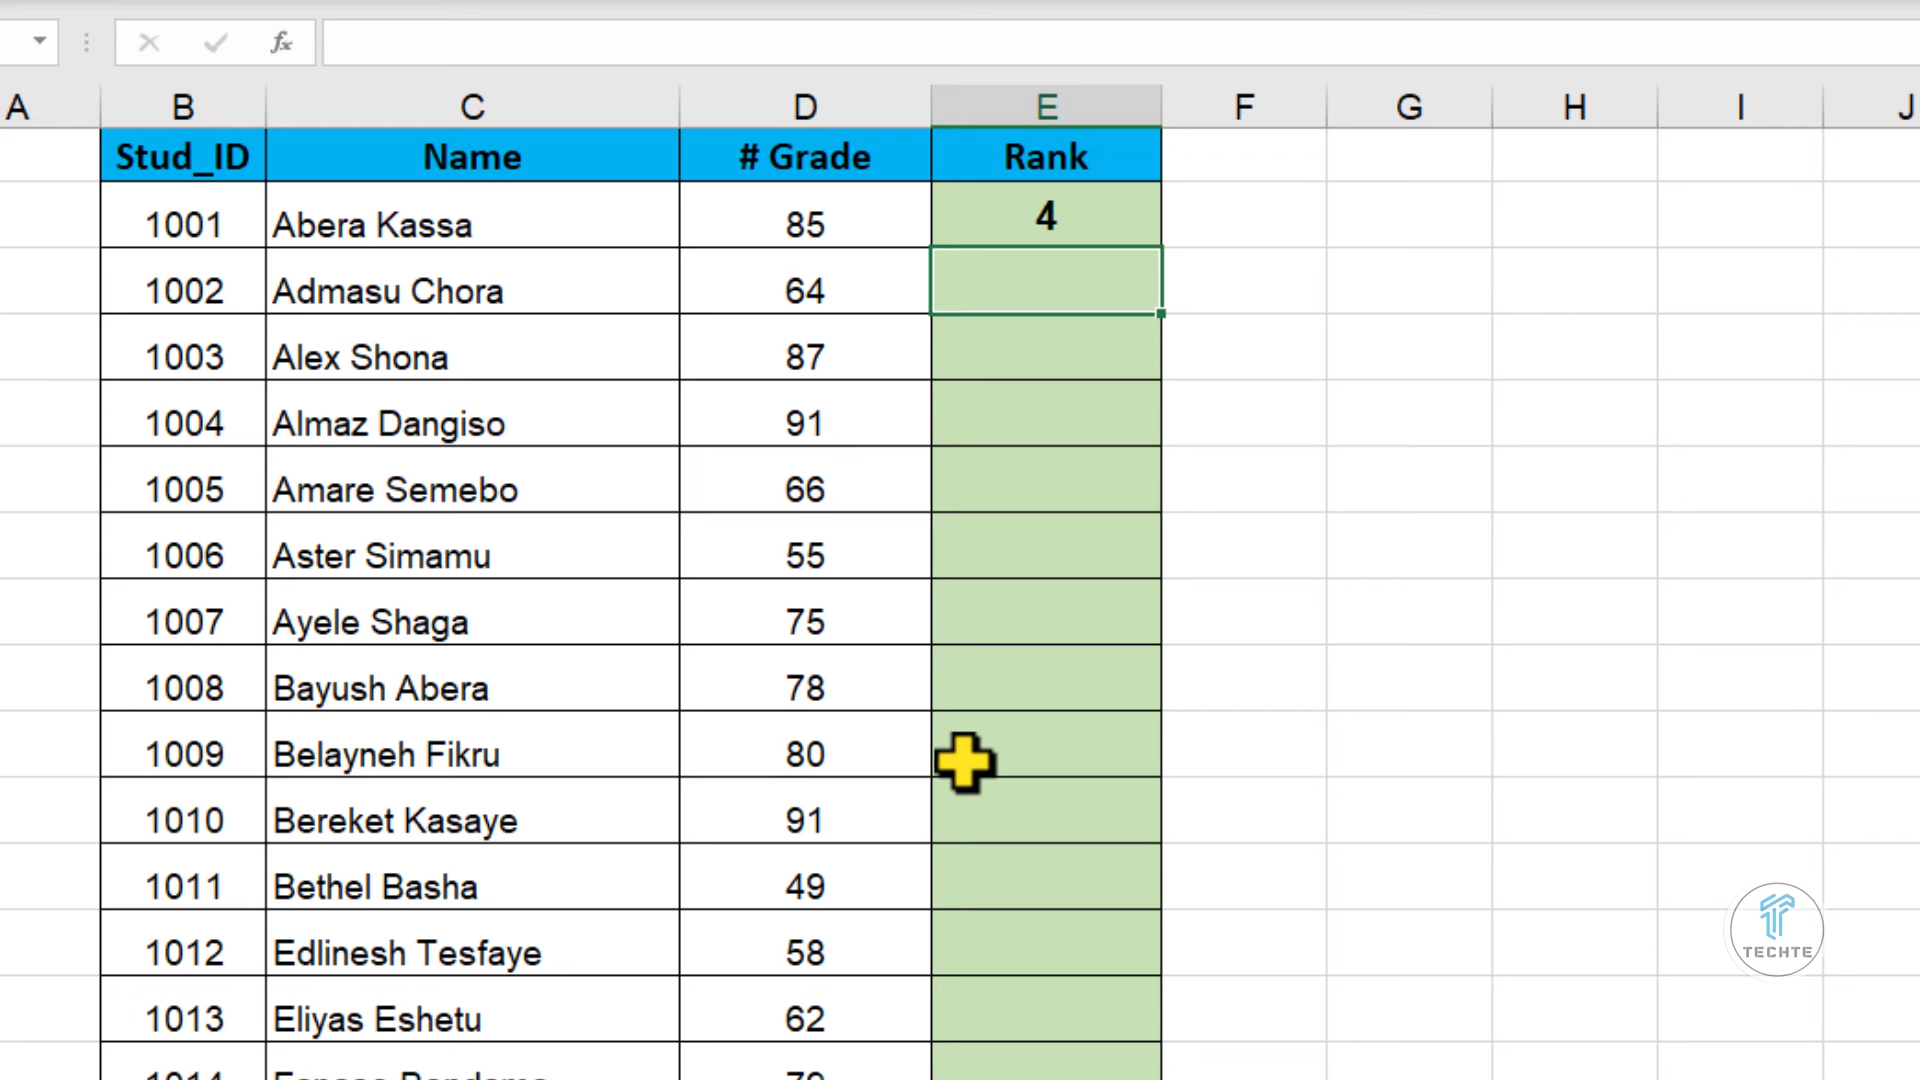 fx
A B C D E F G H I J
Stud_ID Name # Grade Rank
1001 Abera Kassa 85 4
1002 Admasu Chora 64
1003 Alex Shona 87
1004 Almaz Dangiso 91
1005 Amare Semebo 66
1006 Aster Simamu 55
1007 Ayele Shaga 75
1008 Bayush Abera 78
1009 Belayneh Fikru 80
1010 Bereket Kasaye 91
1011 Bethel Basha 49
1012 Edlinesh Tesfaye 58
1013 Eliyas Eshetu 62
TECHTE